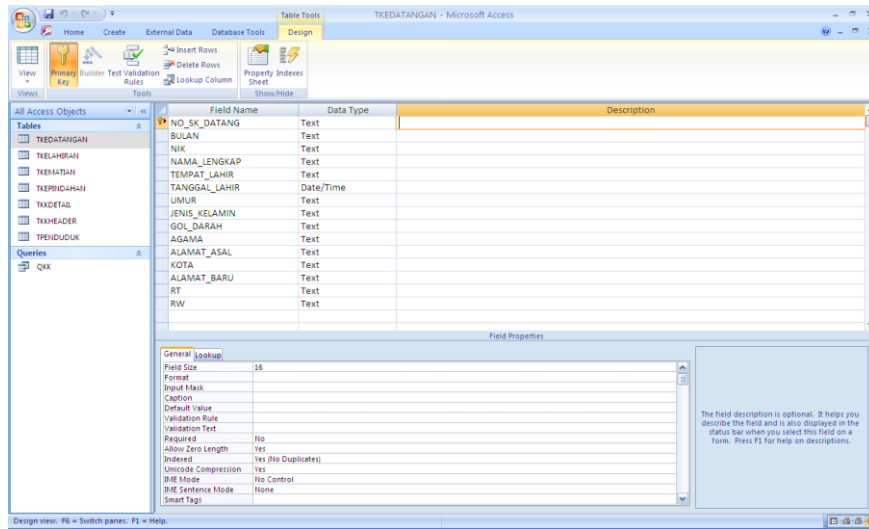 Table Tools
TKEDATANGAN - Microsoft Access
Home Create External Data Database Tools Design
View
Primary Key
Builder
Test Validation Rules
Insert Rows
Delete Rows
Lookup Column
Property Sheet
Indexes
Views Tools Show/Hide
All Access Objects
Tables
TKEDATANGAN
TKELAHIRAN
TKEMATIAN
TKEPINDAHAN
TKKDETAIL
TKKHEADER
TPENDUDUK
Queries
QKK
Field Name Data Type Description
NO_SK_DATANG Text
BULAN Text
NIK Text
NAMA_LENGKAP Text
TEMPAT_LAHIR Text
TANGGAL_LAHIR Date/Time
UMUR Text
JENIS_KELAMIN Text
GOL_DARAH Text
AGAMA Text
ALAMAT_ASAL Text
KOTA Text
ALAMAT_BARU Text
RT Text
RW Text
Field Properties
General Lookup
Field Size 16
Format
Input Mask
Caption
Default Value
Validation Rule
Validation Text
Required No
Allow Zero Length Yes
Indexed Yes (No Duplicates)
Unicode Compression Yes
IME Mode No Control
IME Sentence Mode None
Smart Tags
The field description is optional. It helps you
describe the field and is also displayed in the
status bar when you select this field on a
form. Press F1 for help on descriptions.
Design view. F6 = Switch panes. F1 = Help.